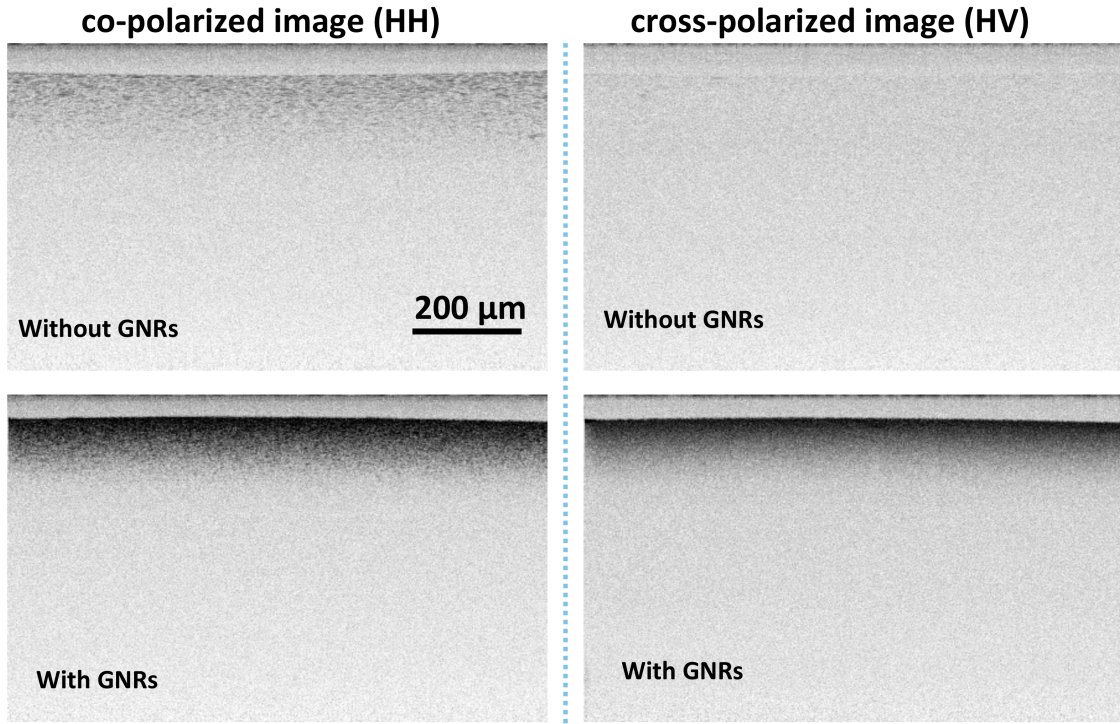 co-polarized image (HH)
cross-polarized image (HV)
200 µm
Without GNRs
Without GNRs
With GNRs
With GNRs